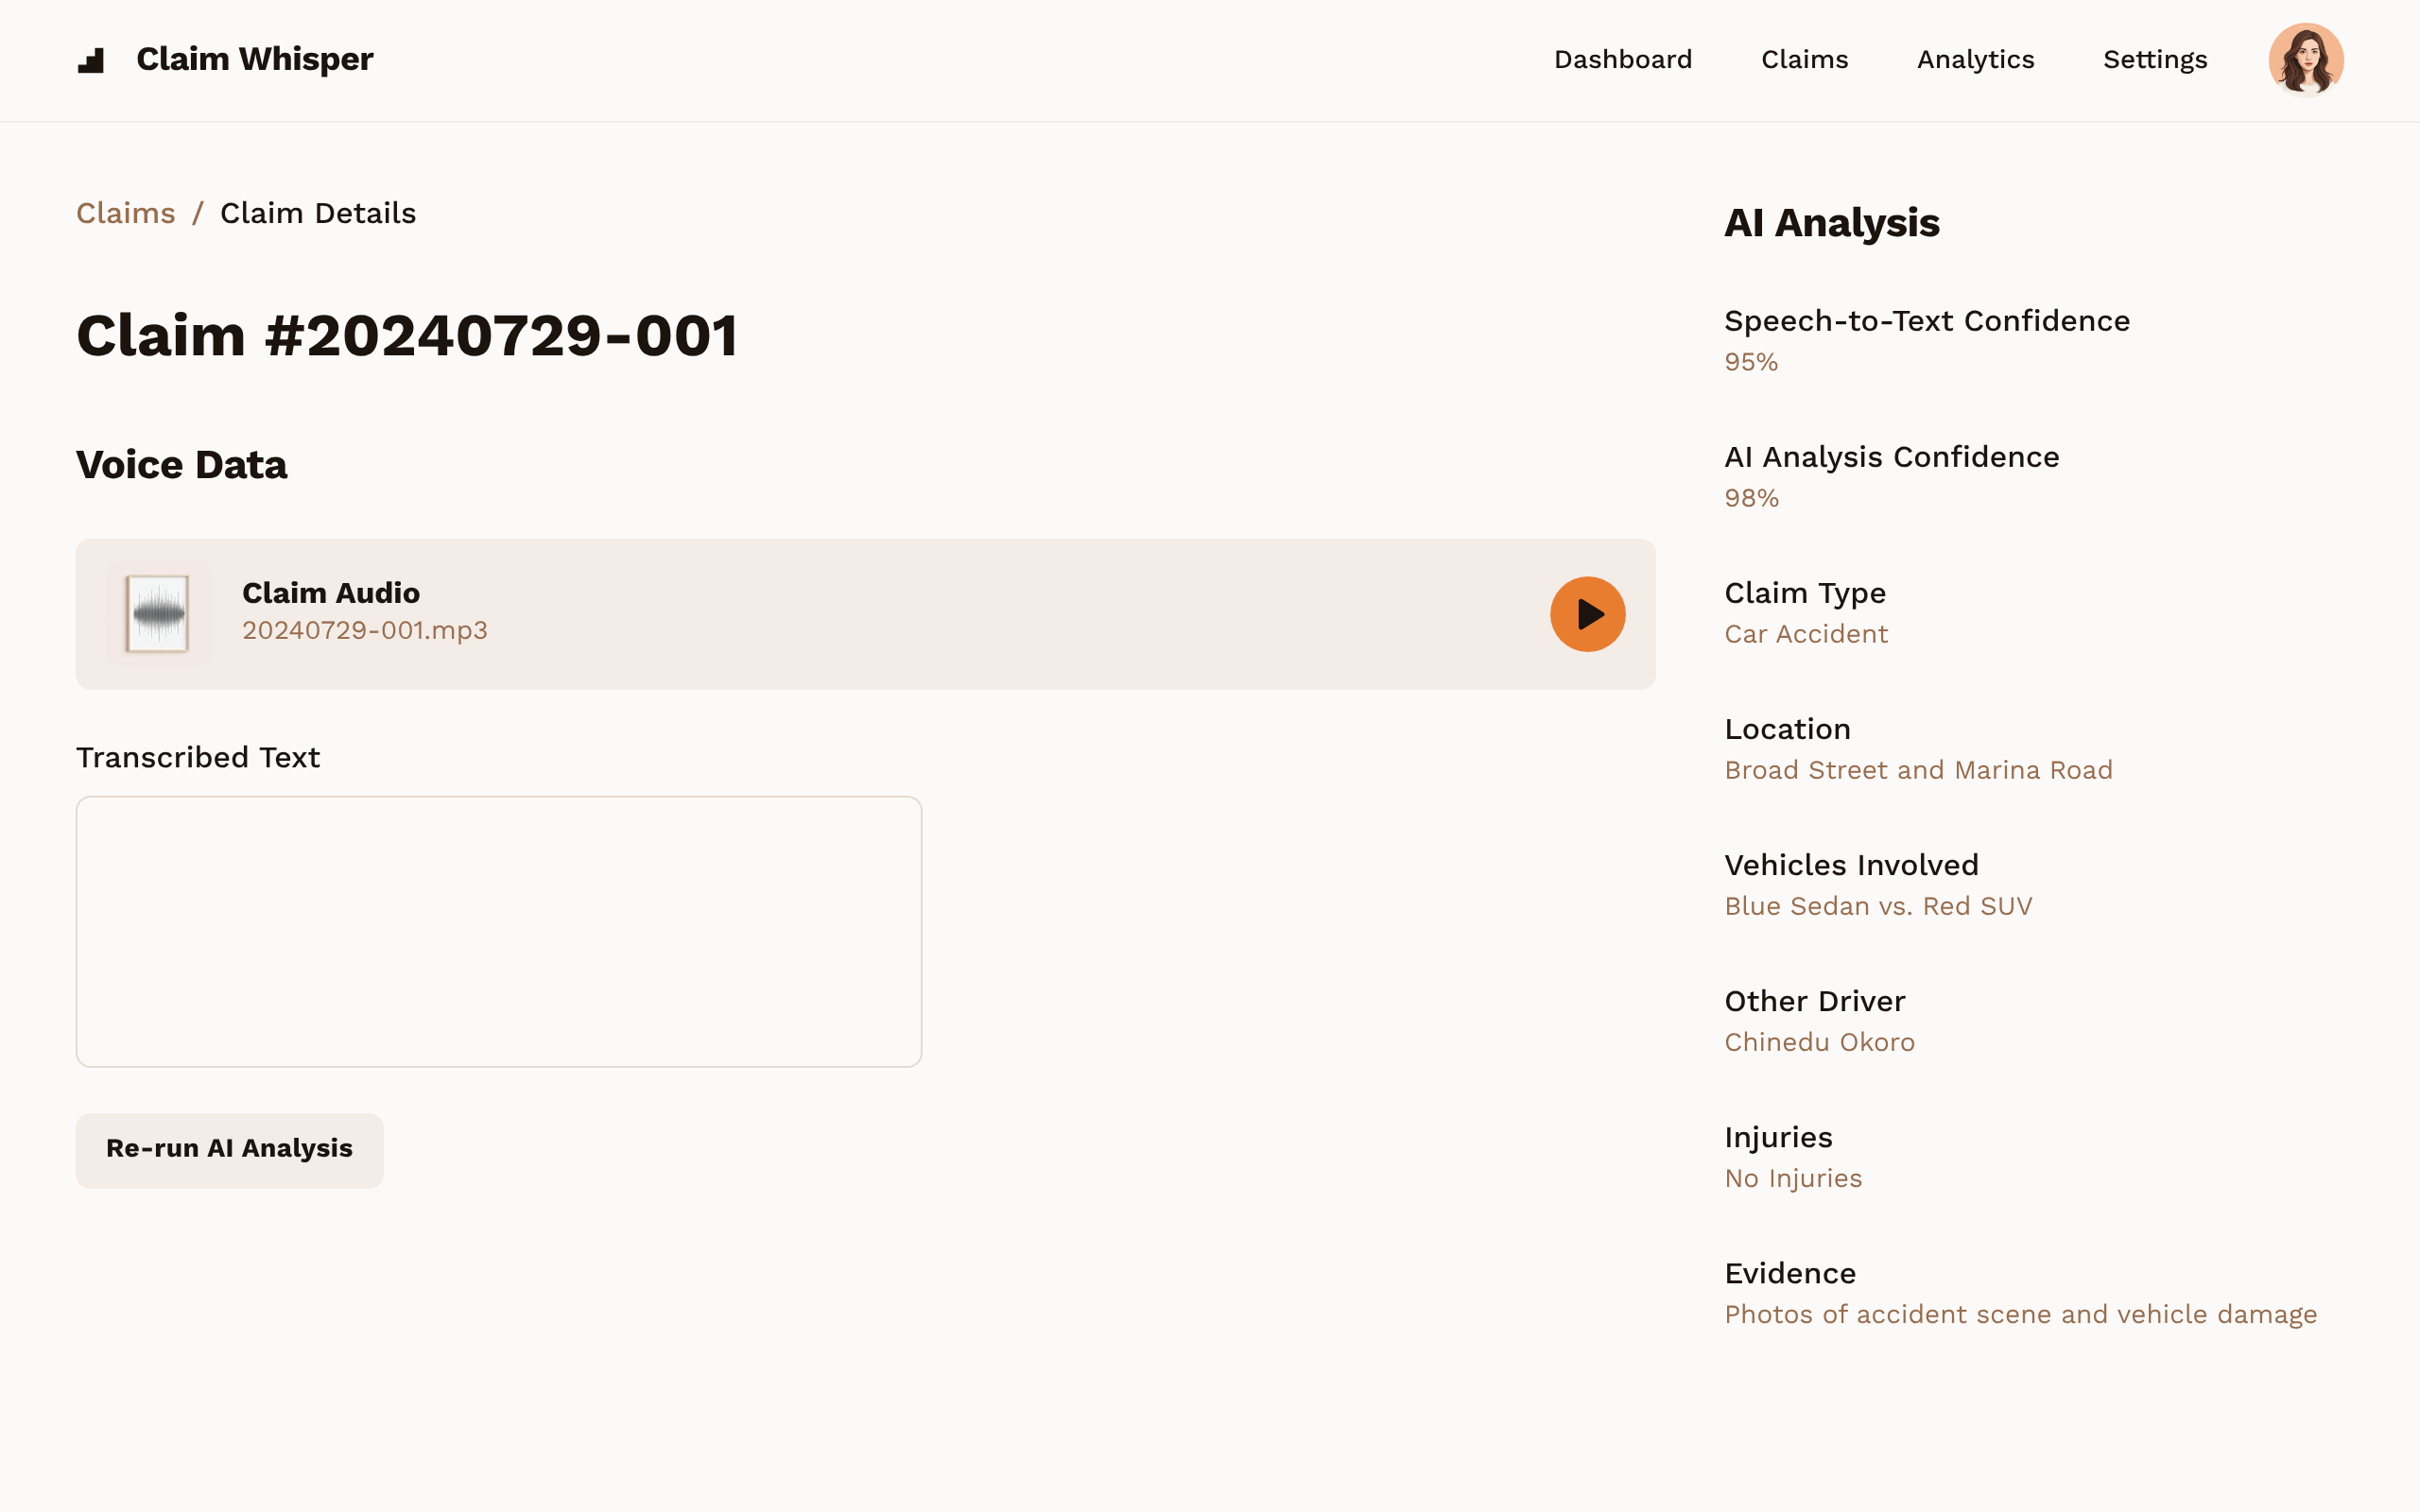 Claim Whisper
Dashboard
Claims
Analytics
Settings
Claims / Claim Details
Claim #20240729-001
Voice Data
Claim Audio
20240729-001.mp3
Transcribed Text
Re-run AI Analysis
AI Analysis
Speech-to-Text Confidence
95%
AI Analysis Confidence
98%
Claim Type
Car Accident
Location
Broad Street and Marina Road
Vehicles Involved
Blue Sedan vs. Red SUV
Other Driver
Chinedu Okoro
Injuries
No Injuries
Evidence
Photos of accident scene and vehicle damage